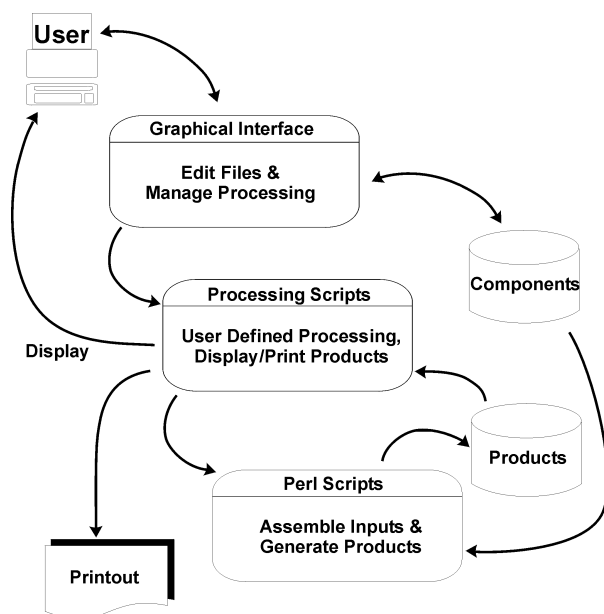 User
Graphical Interface
Edit Files &
Manage Processing
Components
Processing Scripts
User Defined Processing,
Display/Print Products
Display
Products
Perl Scripts
Assemble Inputs &
Generate Products
Printout